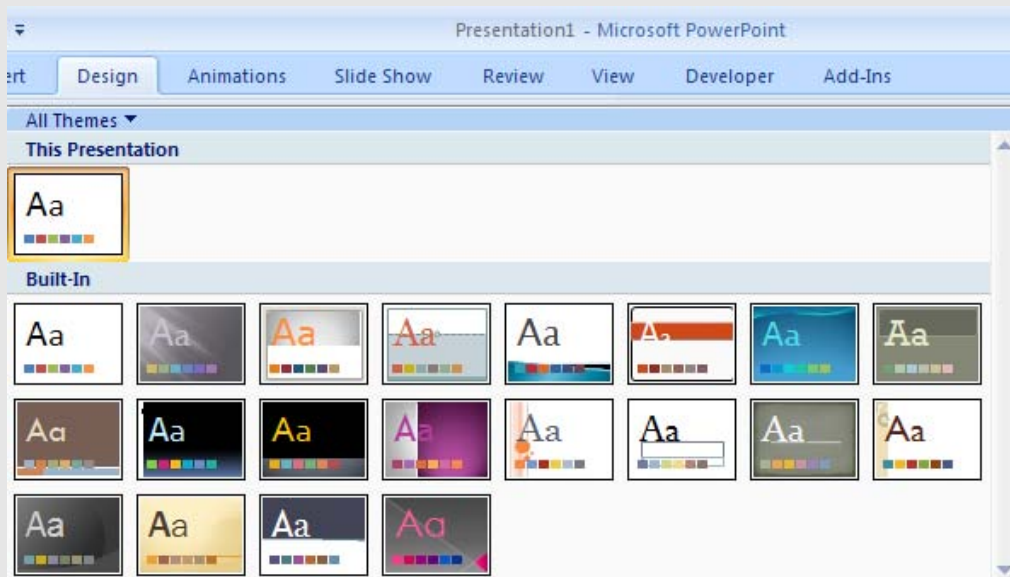 Presentation1 - Microsoft PowerPoint
ert Design Animations Slide Show Review View Developer Add-Ins
All Themes
This Presentation
Aa
Built-In
Aa Aa Aa Aa Aa Aa Aa Aa
Aa Aa Aa Aa Aa Aa Aa Aa
Aa Aa Aa Aa